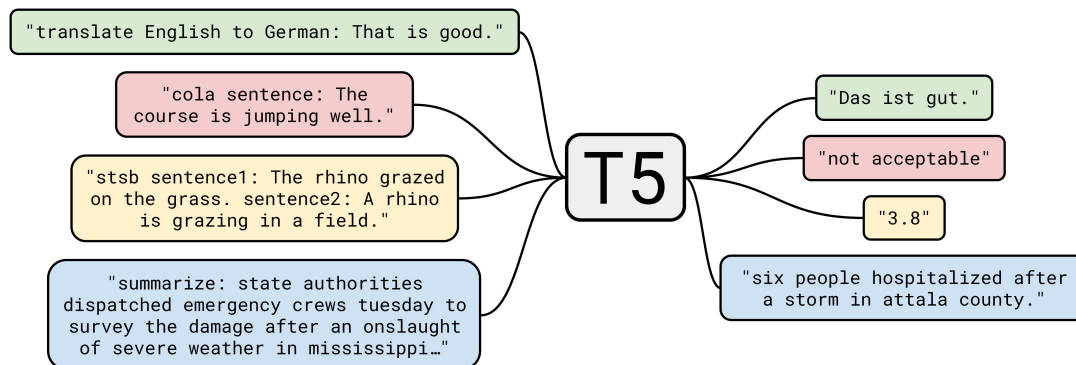 "translate English to German: That is good."
"cola sentence: The
course is jumping well."
"stsb sentence1: The rhino grazed
on the grass. sentence2: A rhino
is grazing in a field."
"summarize: state authorities
dispatched emergency crews tuesday to
survey the damage after an onslaught
of severe weather in mississippi…"
T5
"Das ist gut."
"not acceptable"
"3.8"
"six people hospitalized after
a storm in attala county."